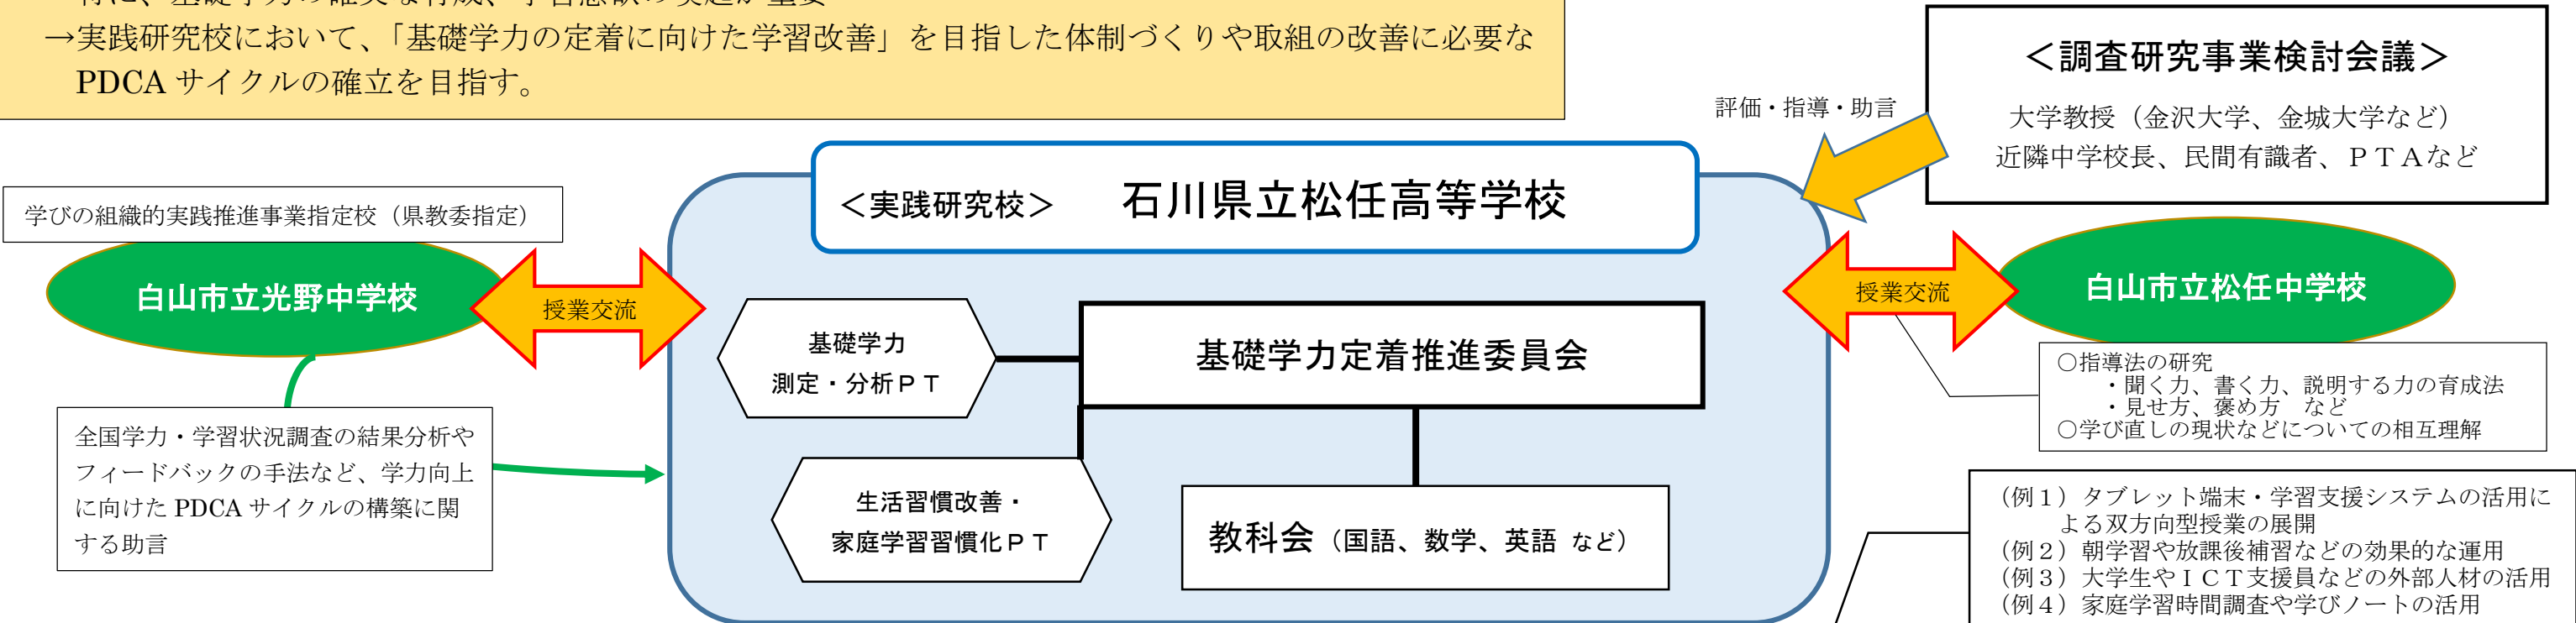 →実践研究校において、「基礎学力の定着に向けた学習改善」を目指した体制づくりや取組の改善に必要な
PDCA サイクルの確立を目指す。
＜調査研究事業検討会議＞
大学教授（金沢大学、金城大学など）
近隣中学校長、民間有識者、ＰＴＡなど
評価・指導・助言
＜実践研究校＞ 石川県立松任高等学校
学びの組織的実践推進事業指定校（県教委指定）
白山市立光野中学校
授業交流
授業交流
白山市立松任中学校
基礎学力
測定・分析ＰＴ
基礎学力定着推進委員会
○指導法の研究
・聞く力、書く力、説明する力の育成法
・見せ方、褒め方 など
○学び直しの現状などについての相互理解
全国学力・学習状況調査の結果分析や
フィードバックの手法など、学力向上
に向けた PDCA サイクルの構築に関
する助言
生活習慣改善・
家庭学習習慣化ＰＴ
教科会（国語、数学、英語 など）
（例１）タブレット端末・学習支援システムの活用に
よる双方向型授業の展開
（例２）朝学習や放課後補習などの効果的な運用
（例３）大学生やＩＣＴ支援員などの外部人材の活用
（例４）家庭学習時間調査や学びノートの活用